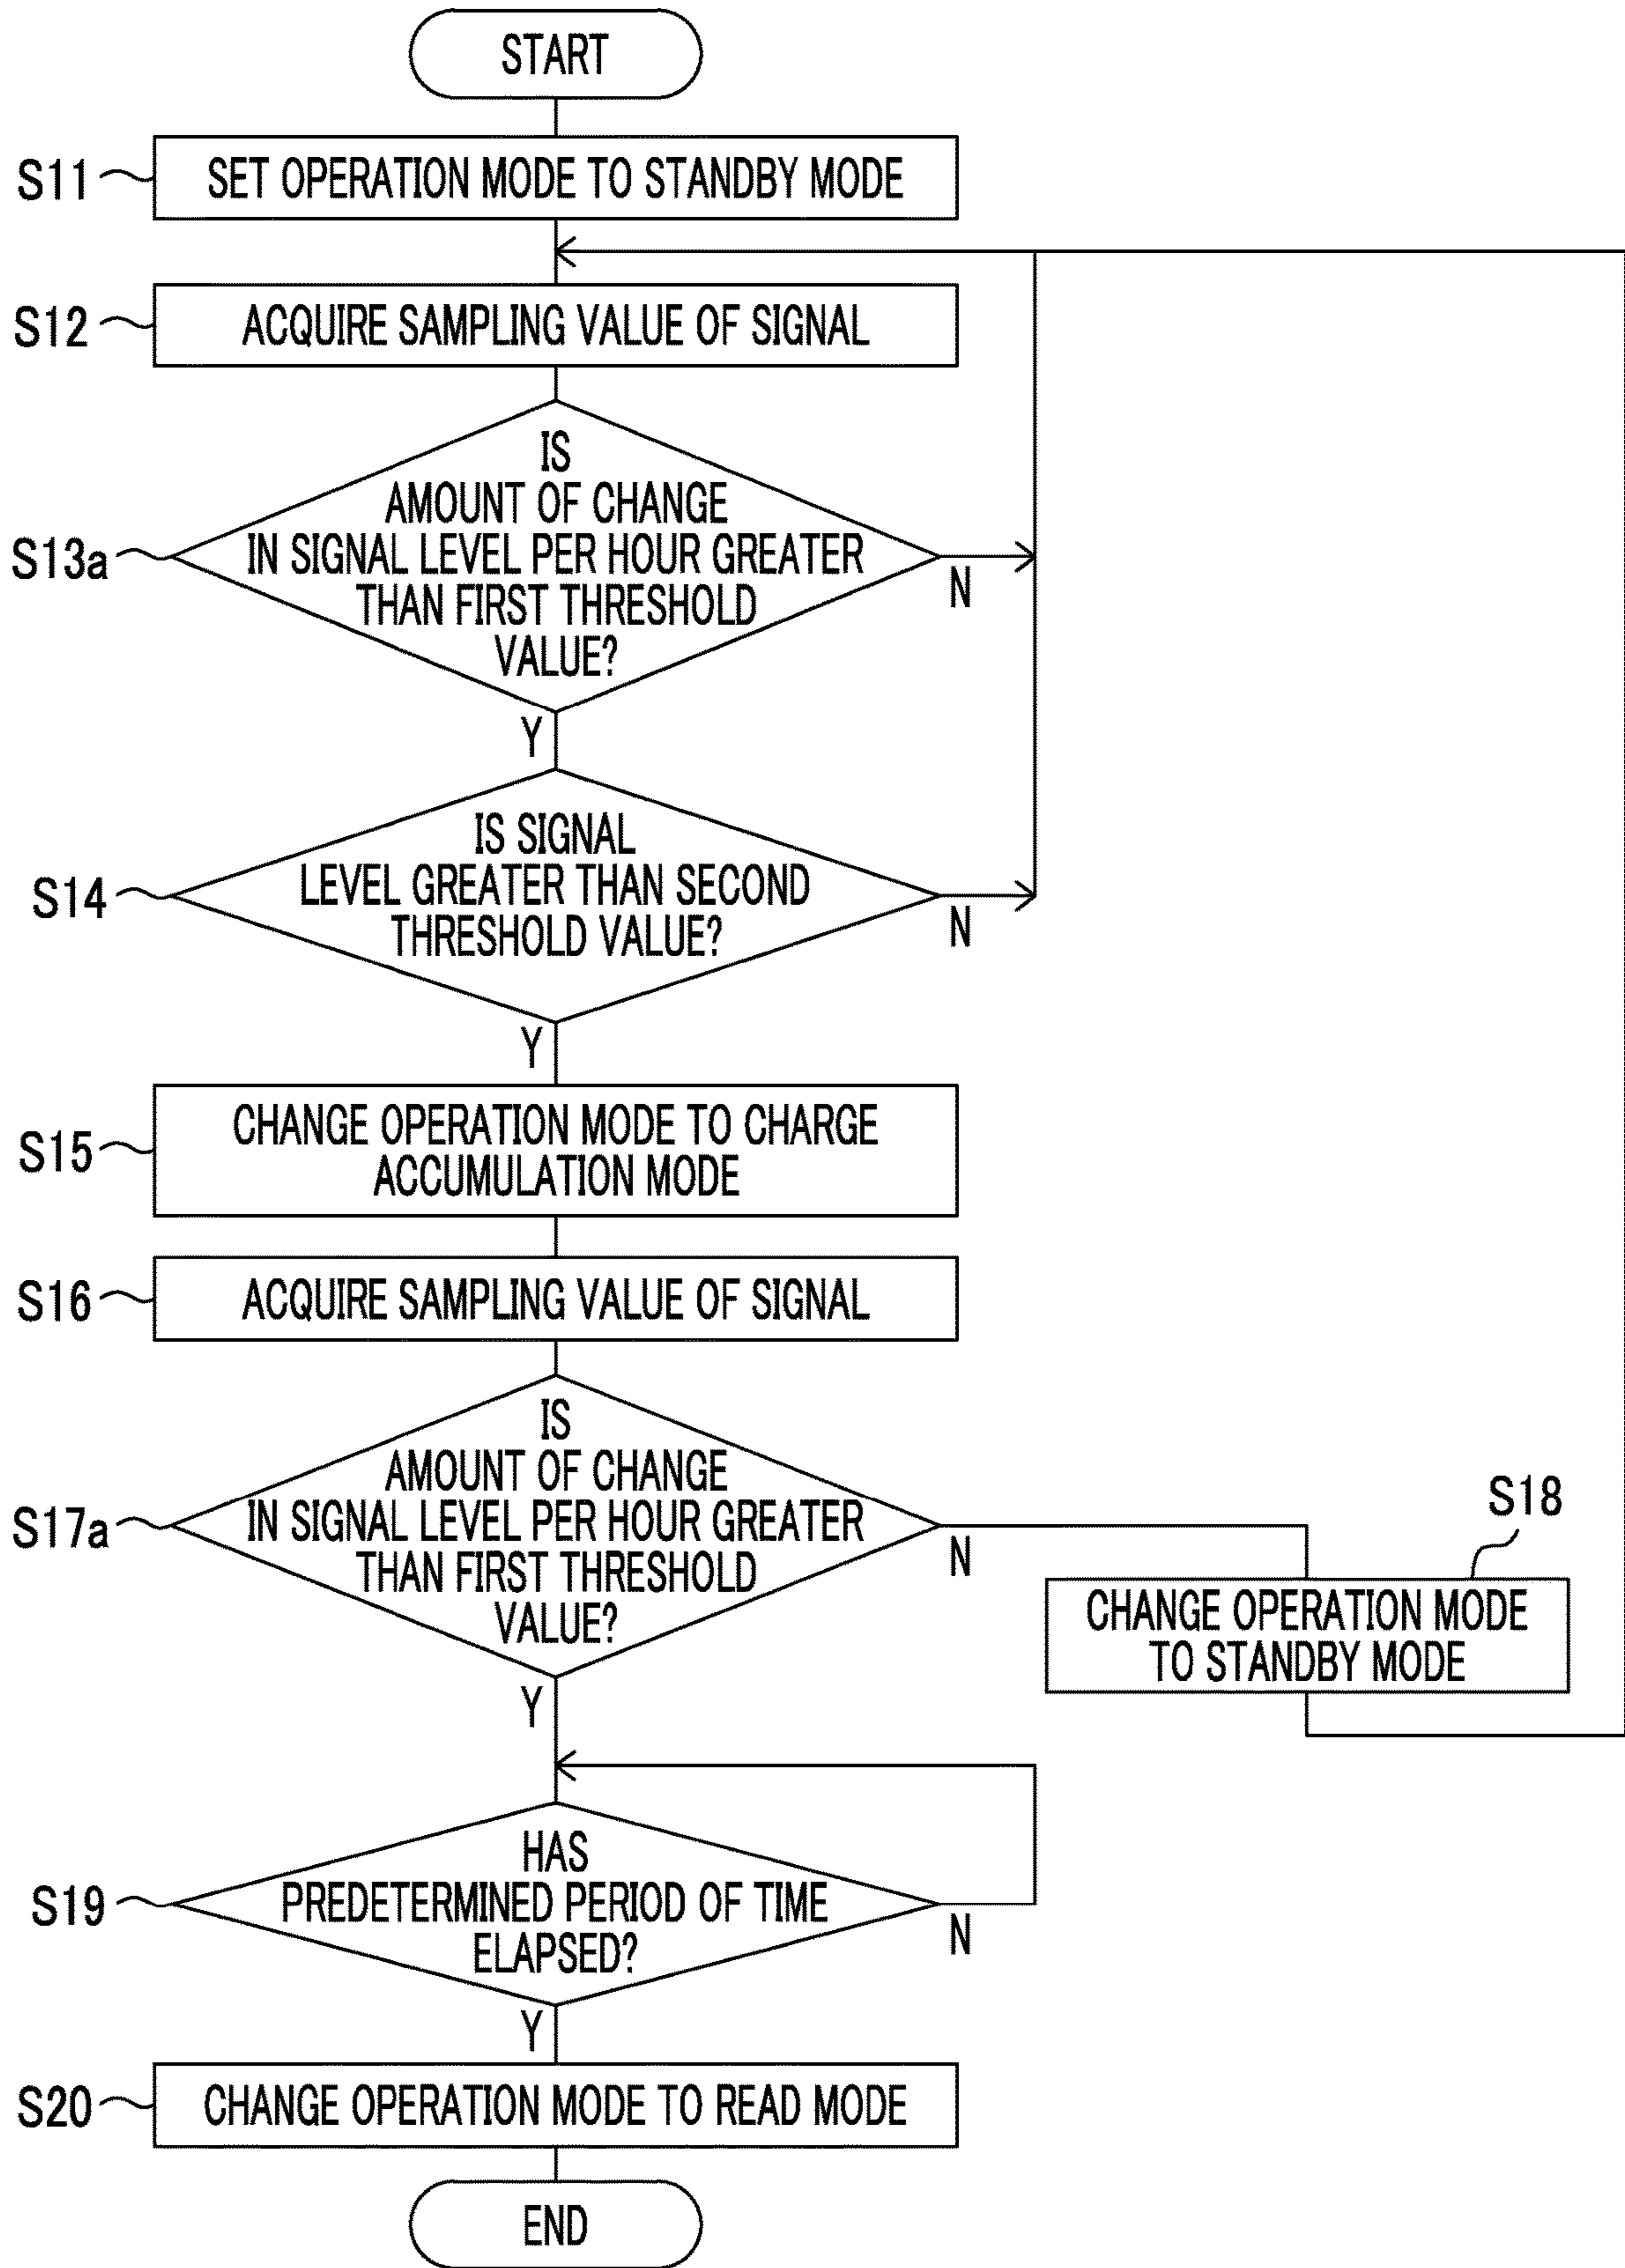 START
S11
SET OPERATION MODE TO STANDBY MODE
S12
ACQUIRE SAMPLING VALUE OF SIGNAL
S13a
IS
AMOUNT OF CHANGE
IN SIGNAL LEVEL PER HOUR GREATER
THAN FIRST THRESHOLD
VALUE?
N
Y
S14
IS SIGNAL
LEVEL GREATER THAN SECOND
THRESHOLD VALUE?
N
Y
S15
CHANGE OPERATION MODE TO CHARGE
ACCUMULATION MODE
S16
ACQUIRE SAMPLING VALUE OF SIGNAL
S17a
IS
AMOUNT OF CHANGE
IN SIGNAL LEVEL PER HOUR GREATER
THAN FIRST THRESHOLD
VALUE?
N
S18
CHANGE OPERATION MODE
TO STANDBY MODE
Y
S19
HAS
PREDETERMINED PERIOD OF TIME
ELAPSED?
N
Y
S20
CHANGE OPERATION MODE TO READ MODE
END